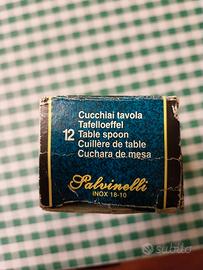 Cucchiai tavola
Tafelloeffel
12 Table spoon
Cuillère de table
Cuchara de mesa
Salvinelli
INOX 18-10
subito